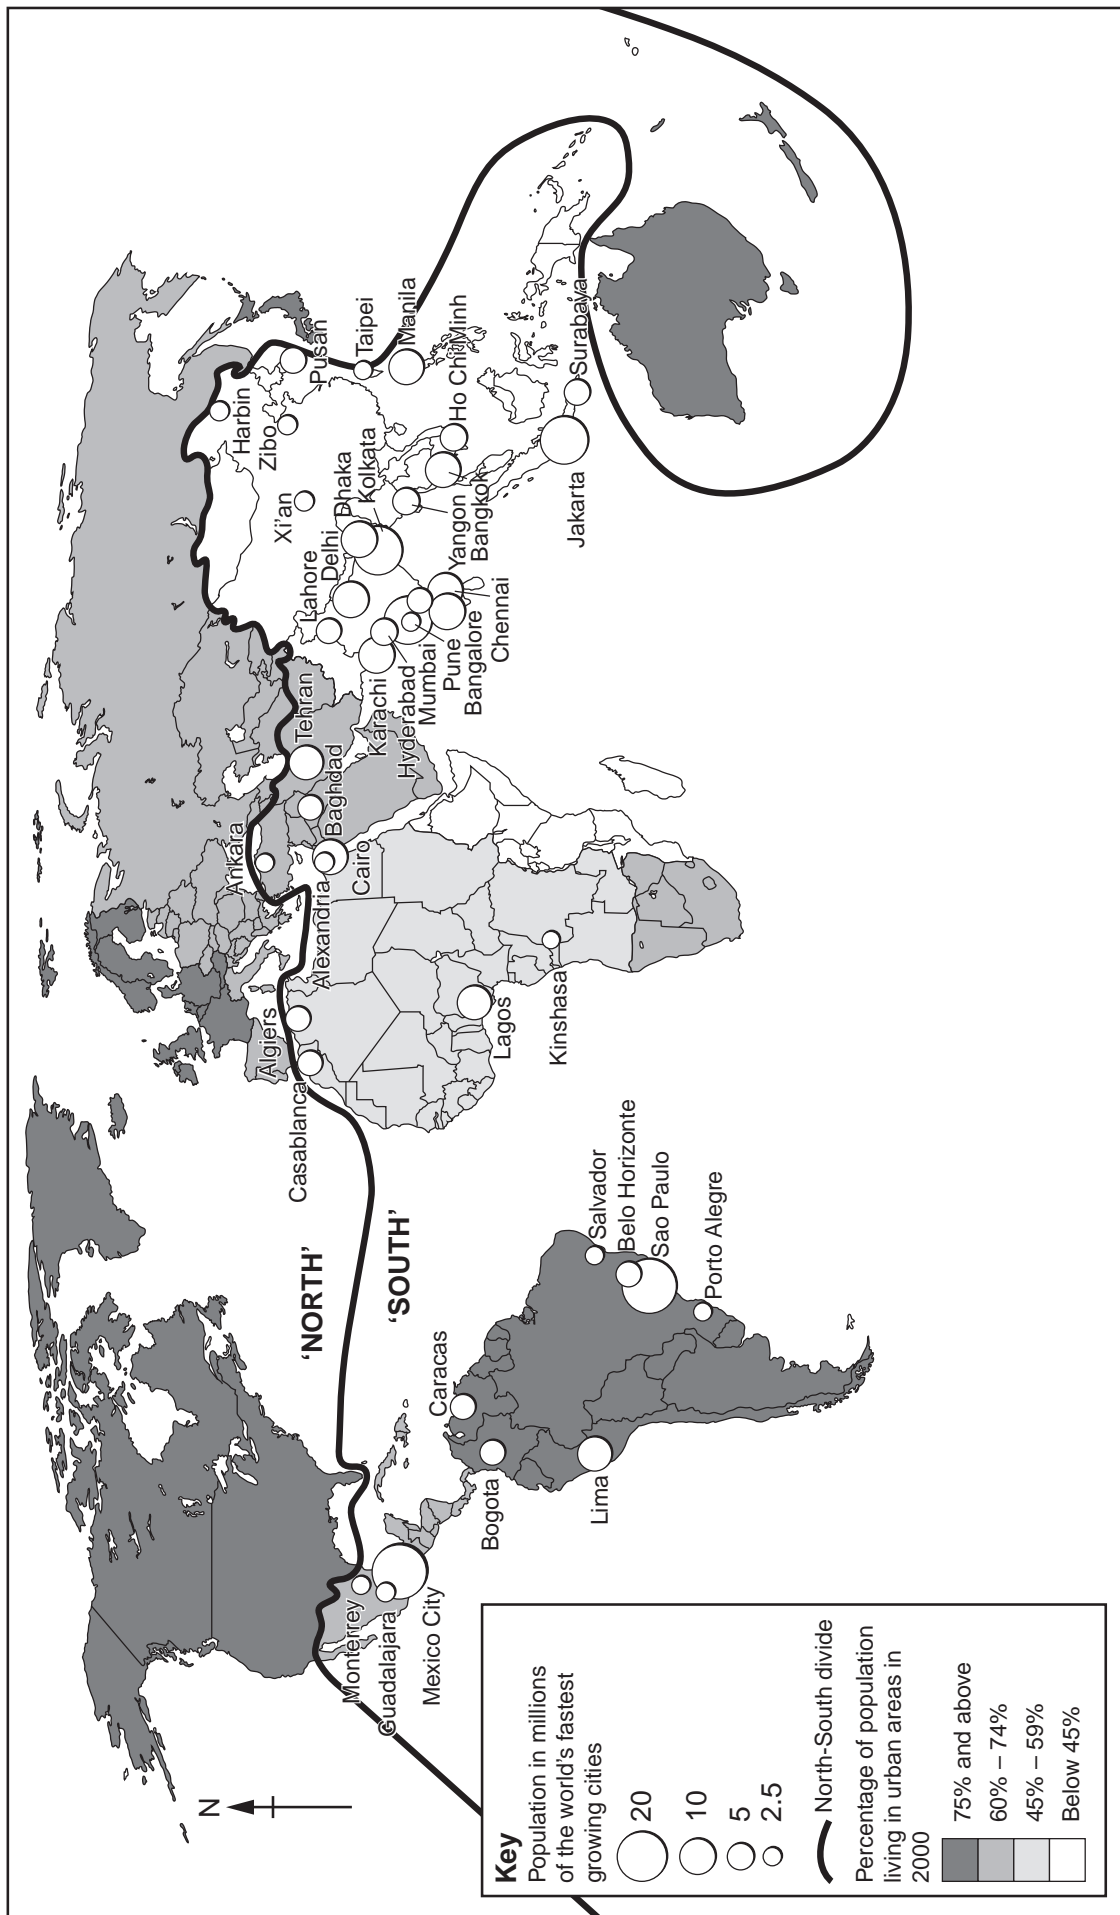 N
'NORTH'
'SOUTH'
Monterrey
Guadalajara
Mexico City
Bogota
Caracas
Lima
Salvador
Belo Horizonte
Sao Paulo
Porto Alegre
Casablanca
Algiers
Alexandria
Cairo
Lagos
Kinshasa
Ankara
Baghdad
Tehran
Karachi
Hyderabad
Mumbai
Pune
Bangalore
Chennai
Lahore
Delhi
Dhaka
Kolkata
Yangon
Bangkok
Ho Chi Minh
Xi'an
Zibo
Harbin
Pusan
Taipei
Manila
Jakarta
Surabaya
Key
Population in millions
of the world's fastest
growing cities
20
10
5
2.5
North-South divide
Percentage of population
living in urban areas in
2000
75% and above
60% – 74%
45% – 59%
Below 45%